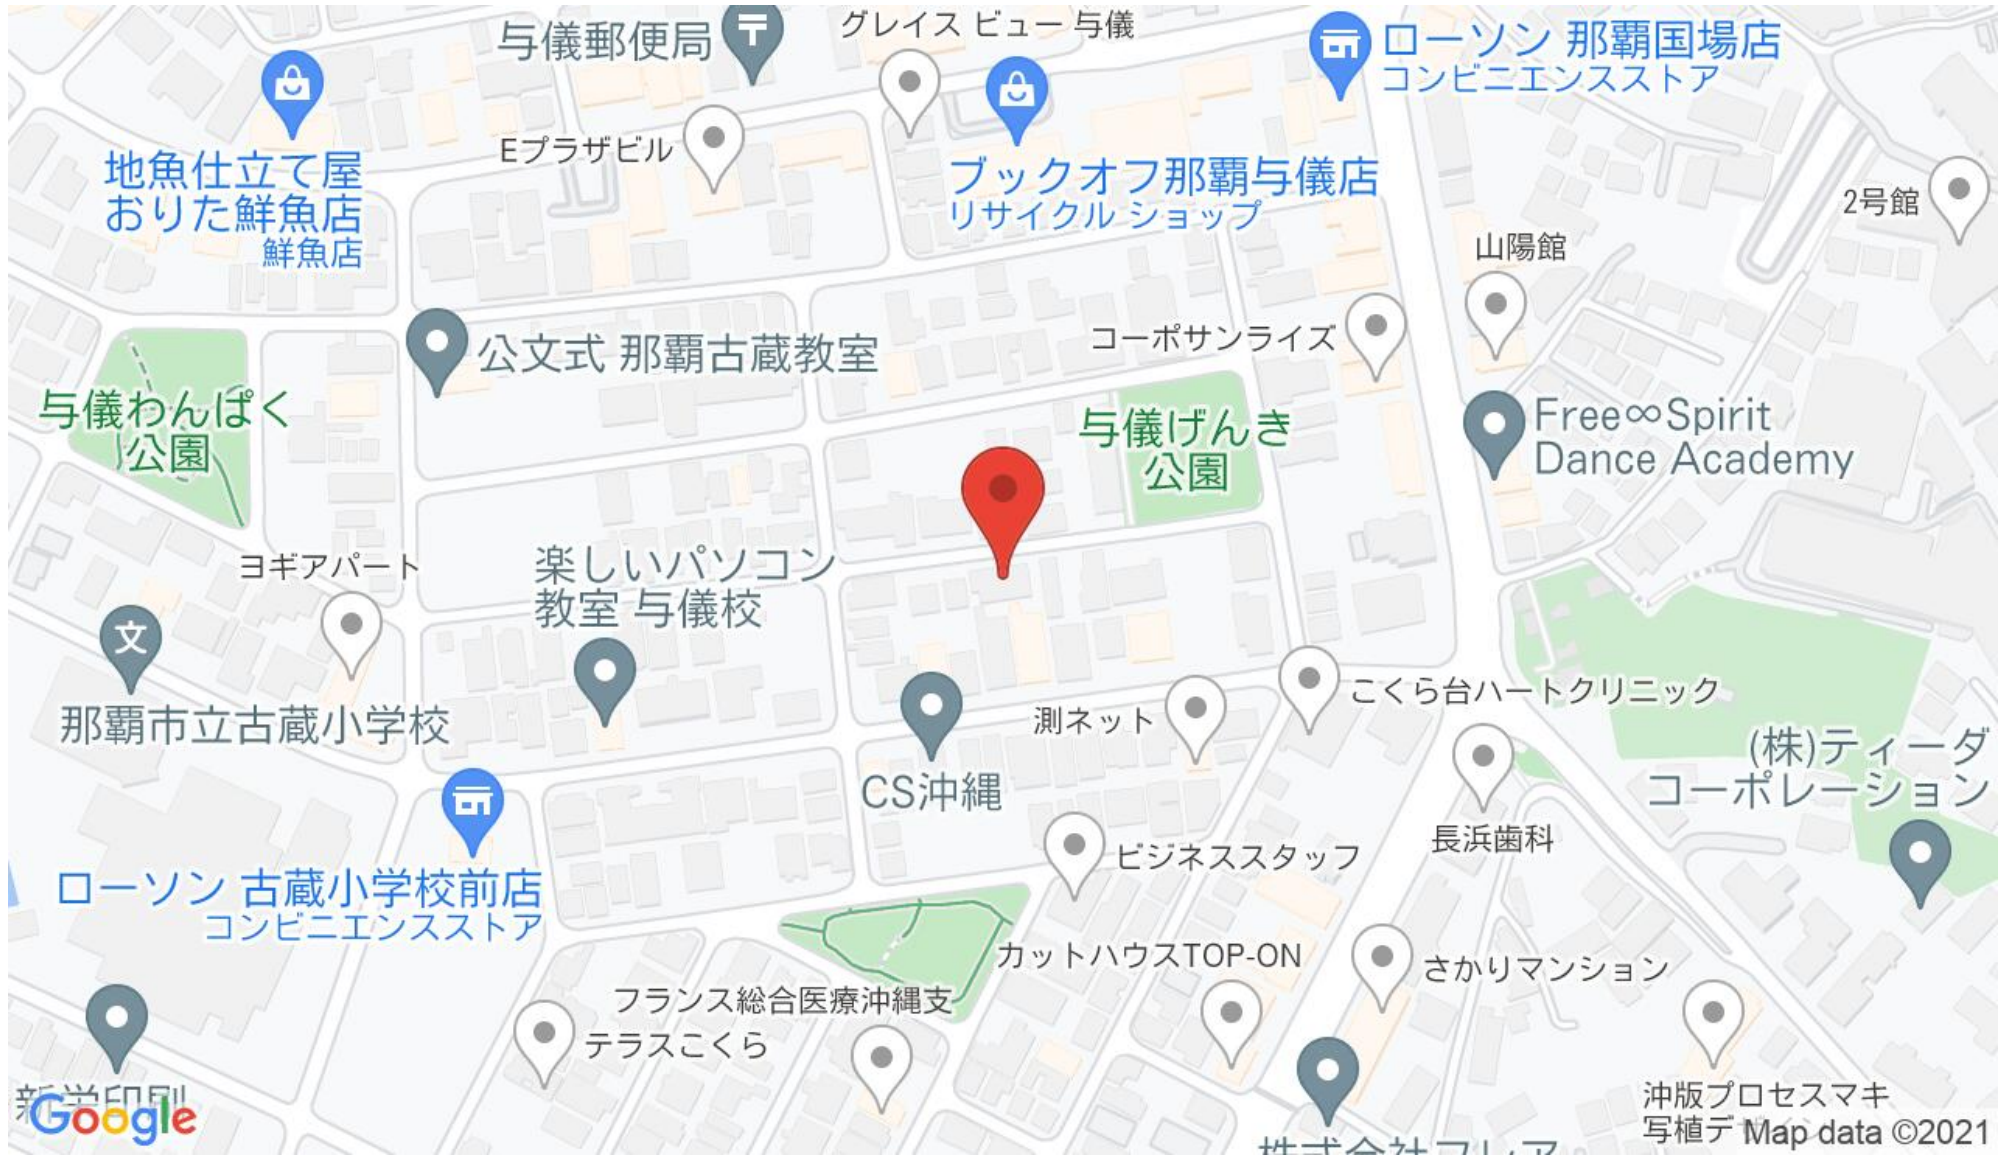 グレイス ビュー 与儀
与儀郵便局
ローソン 那覇国場店
コンビニエンスストア
Eプラザビル
地魚仕立て屋
おりた鮮魚店
鮮魚店
ブックオフ那覇与儀店
リサイクル ショップ
2号館
山陽館
コーポサンライズ
公文式 那覇古蔵教室
与儀わんぱく
公園
与儀げんき
公園
Free∞Spirit
Dance Academy
ヨギアパート
楽しいパソコン
教室 与儀校
文
那覇市立古蔵小学校
こくら台ハートクリニック
測ネット
(株)ティーダ
コーポレーション
CS沖縄
長浜歯科
ビジネススタッフ
ローソン 古蔵小学校前店
コンビニエンスストア
カットハウスTOP-ON
さかりマンション
フランス総合医療沖縄支
テラスこくら
沖版プロセスマキ
写植デ
Google
Map data ©2021